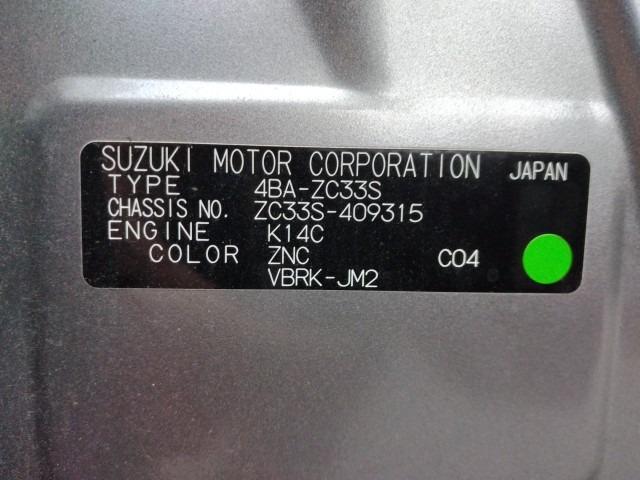 SUZUKI MOTOR CORPORATION JAPAN
TYPE 4BA-ZC33S
CHASSIS NO. ZC33S-409315
ENGINE K14C
COLOR ZNC C04
VBRK-JM2